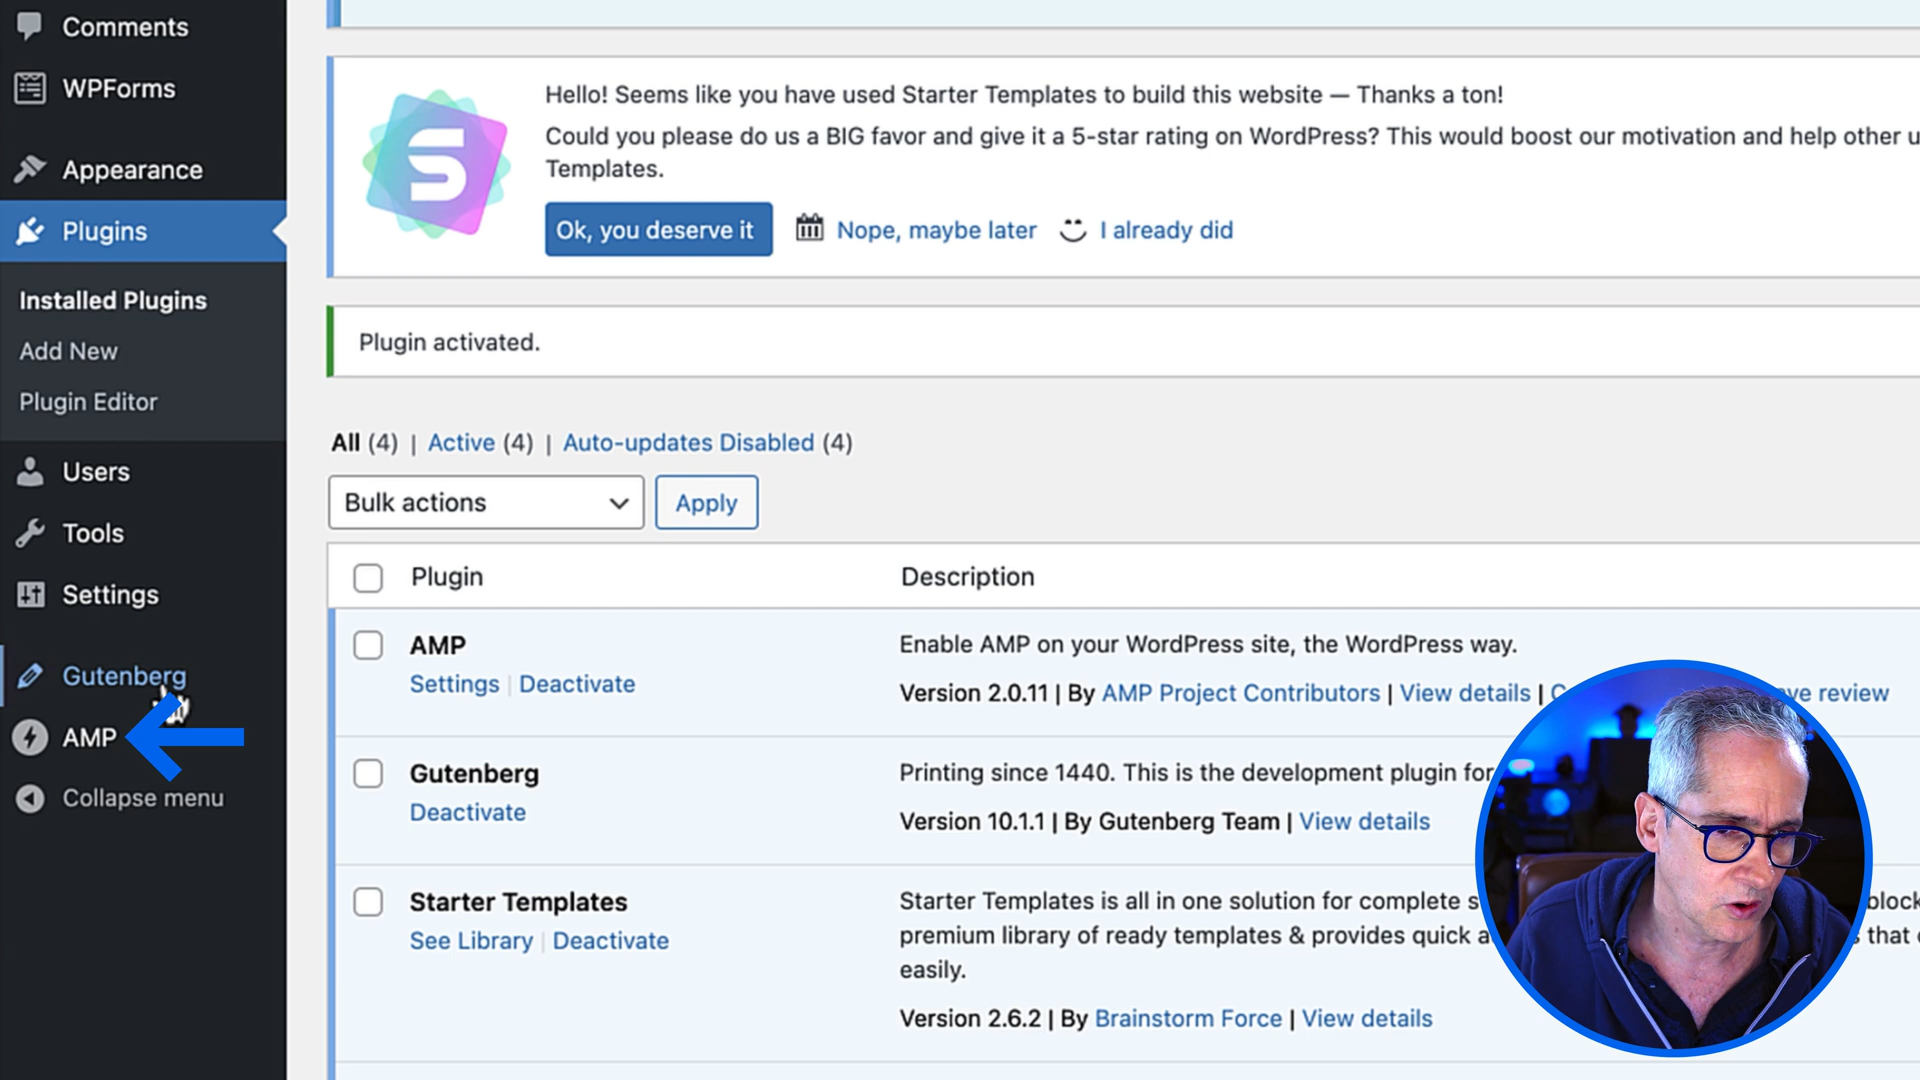 Comments
WPForms
Appearance
Plugins
Installed Plugins
Add New
Plugin Editor
Users
Tools
Settings
Gutenberg
AMP
Collapse menu
Hello! Seems like you have used Starter Templates to build this website — Thanks a ton!
Could you please do us a BIG favor and give it a 5-star rating on WordPress? This would boost our motivation and help other
Templates.
Ok, you deserve it
Nope, maybe later
I already did
Plugin activated.
All (4) | Active (4) | Auto-updates Disabled (4)
Bulk actions
Apply
Plugin
Description
AMP
Settings | Deactivate
Enable AMP on your WordPress site, the WordPress way.
Version 2.0.11 | By AMP Project Contributors | View details | review
Gutenberg
Deactivate
Printing since 1440. This is the development plugin for
Version 10.1.1 | By Gutenberg Team | View details
Starter Templates
See Library | Deactivate
Starter Templates is all in one solution for complete
premium library of ready templates & provides quick that
easily.
Version 2.6.2 | By Brainstorm Force | View details